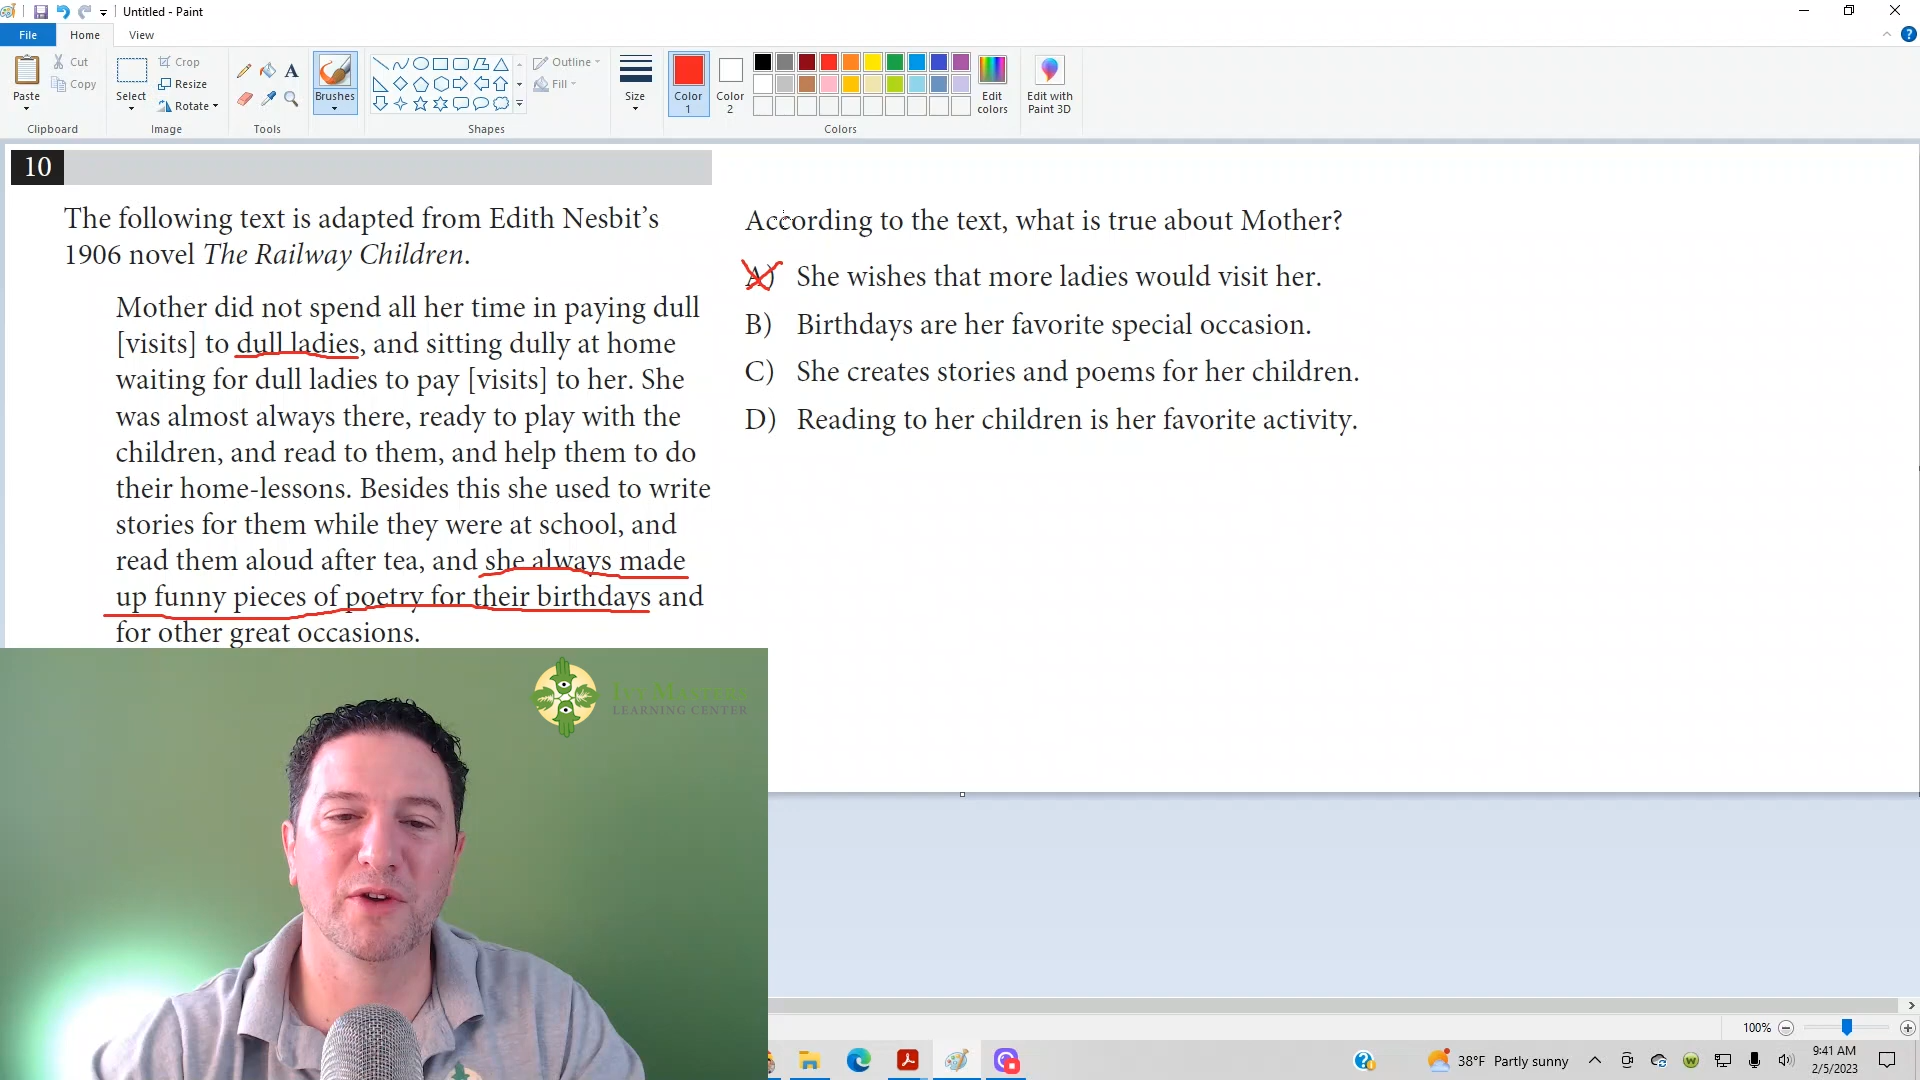 Untitled - Paint
File Home View
Cut
Copy
Paste
Clipboard
Crop
Resize
Rotate
Select
Image
A
Tools
Brushes
Outline
Fill
Shapes
Size
Color 1
Color 2
Edit colors
Edit with Paint 3D
Colors
10
The following text is adapted from Edith Nesbit’s
1906 novel The Railway Children.
Mother did not spend all her time in paying dull
[visits] to dull ladies, and sitting dully at home
waiting for dull ladies to pay [visits] to her. She
was almost always there, ready to play with the
children, and read to them, and help them to do
their home-lessons. Besides this she used to write
stories for them while they were at school, and
read them aloud after tea, and she always made
up funny pieces of poetry for their birthdays and
for other great occasions.
According to the text, what is true about Mother?
A) She wishes that more ladies would visit her.
B) Birthdays are her favorite special occasion.
C) She creates stories and poems for her children.
D) Reading to her children is her favorite activity.
IVY MASTERS
LEARNING CENTER
100%
38°F Partly sunny
9:41 AM
2/5/2023